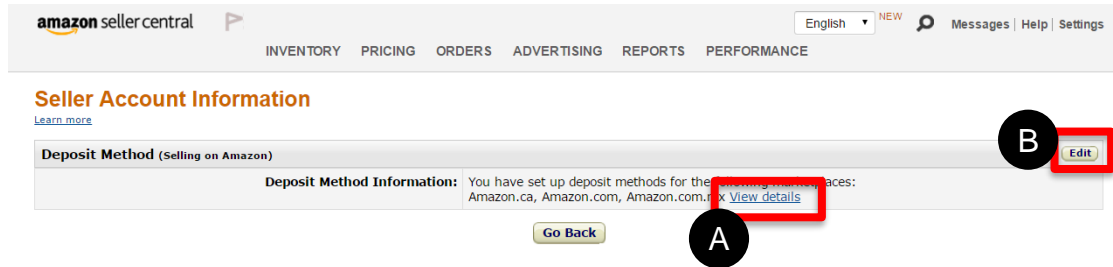 amazon seller central English NEW Messages | Help | Settings
INVENTORY PRICING ORDERS ADVERTISING REPORTS PERFORMANCE
Seller Account Information
Learn more
B
Deposit Method (Selling on Amazon) Edit
Deposit Method Information: You have set up deposit methods for the following marketplaces:
Amazon.ca, Amazon.com, Amazon.com.mx View details
Go Back
A